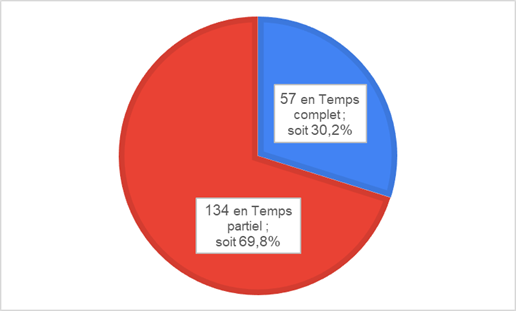 57 en Temps
complet ;
soit 30,2%
134 en Temps
partiel ;
soit 69,8%